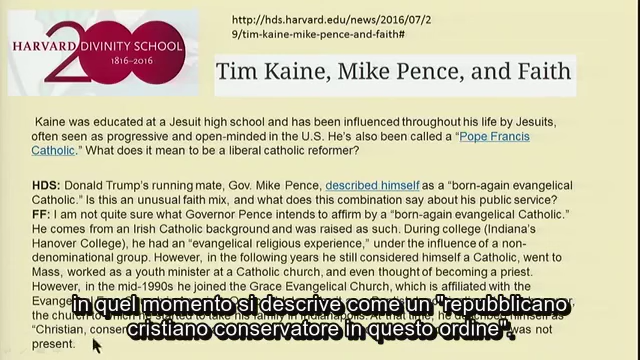 HARVARD DIVINITY SCHOOL
200
1816-2016
http://hds.harvard.edu/news/2016/07/2
9/tim-kaine-mike-pence-and-faith#
Tim Kaine, Mike Pence, and Faith
Kaine was educated at a Jesuit high school and has been influenced throughout his life by Jesuits,
often seen as progressive and open-minded in the U.S. He's also been called a "Pope Francis
Catholic." What does it mean to be a liberal catholic reformer?
HDS: Donald Trump's running mate, Gov. Mike Pence, described himself as a "born-again evangelical
Catholic." Is this an unusual faith mix, and what does this combination say about his public service?
FF: I am not quite sure what Governor Pence intends to affirm by a "born-again evangelical Catholic."
He comes from an Irish Catholic background and was raised as such. During college (Indiana's
Hanover College), he had an "evangelical religious experience," under the influence of a non-
denominational group. However, in the following years he still considered himself a Catholic, went to
Mass, worked as a youth minister at a Catholic church, and even thought of becoming a priest.
However, in the mid-1990s he joined the Grace Evangelical Church, which is affiliated with the
in quel momento si descrive come un "repubblicano
cristiano conservatore in questo ordine".
"Christian,
was not
present.